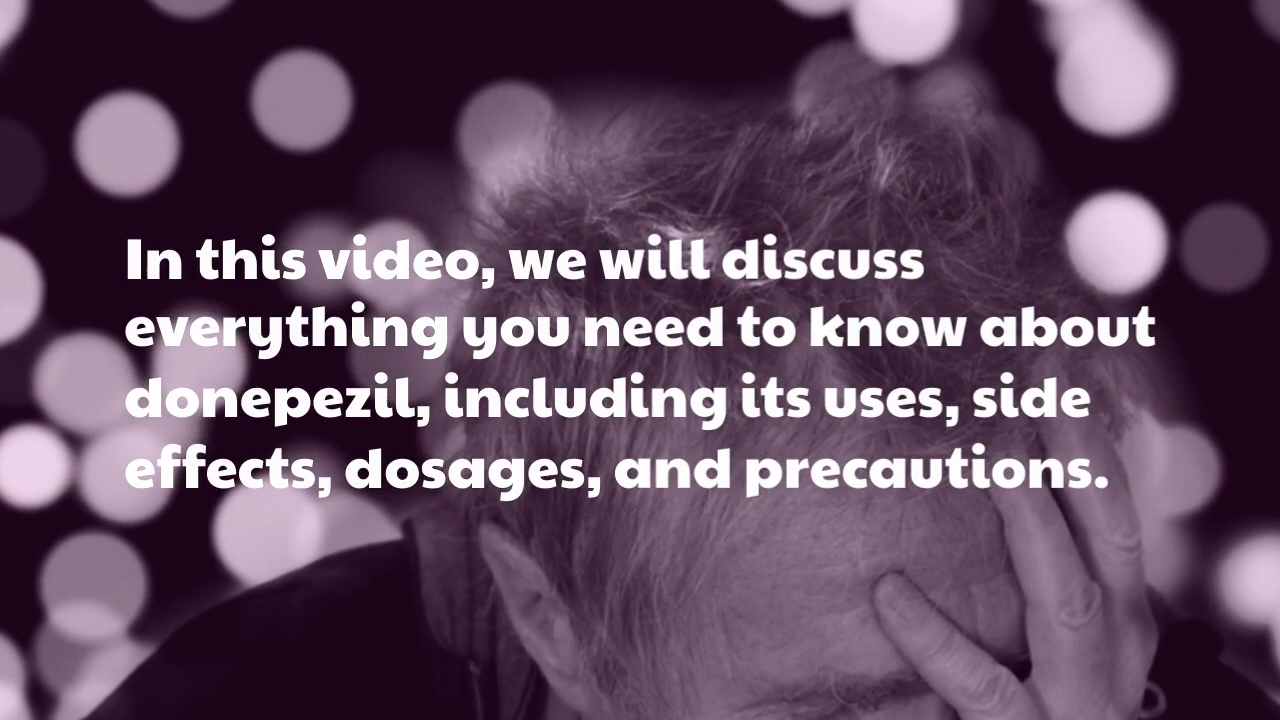 In this video, we will discuss
everything you need to know about
donepezil, including its uses, side
effects, dosages, and precautions.